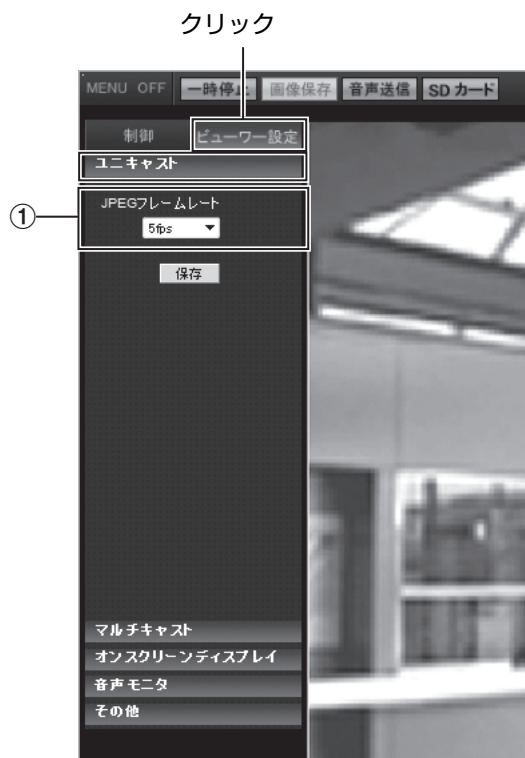 クリック
MENU OFF 一時停止 画像保存 音声送信 SD カード
制御 ビューワー設定
ユニキャスト
① JPEGフレームレート
5fps ▼
保存
マルチキャスト
オンスクリーンディスプレイ
音声モニタ
その他